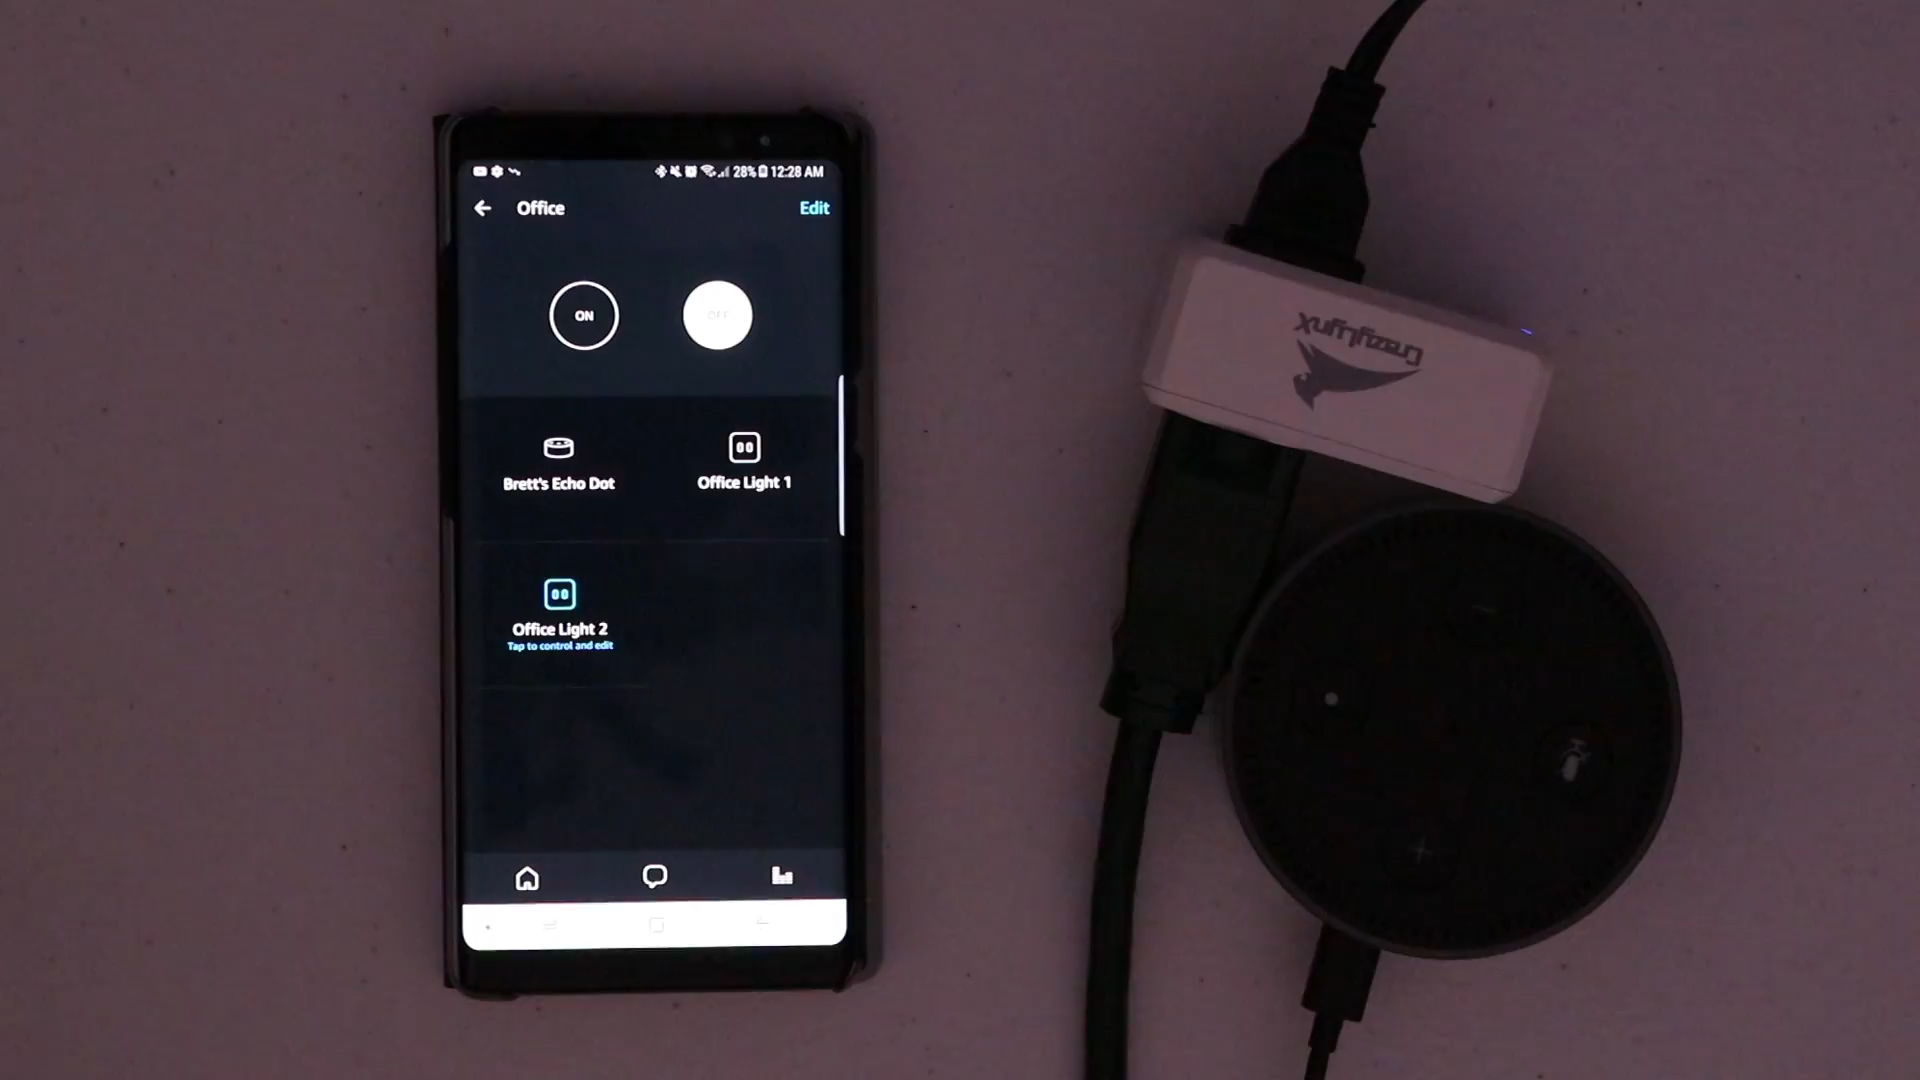 28% 12:28 AM
Office
Edit
ON
OFF
Brett's Echo Dot
Office Light 1
Office Light 2
Tap to control and edit
CrazyLynX